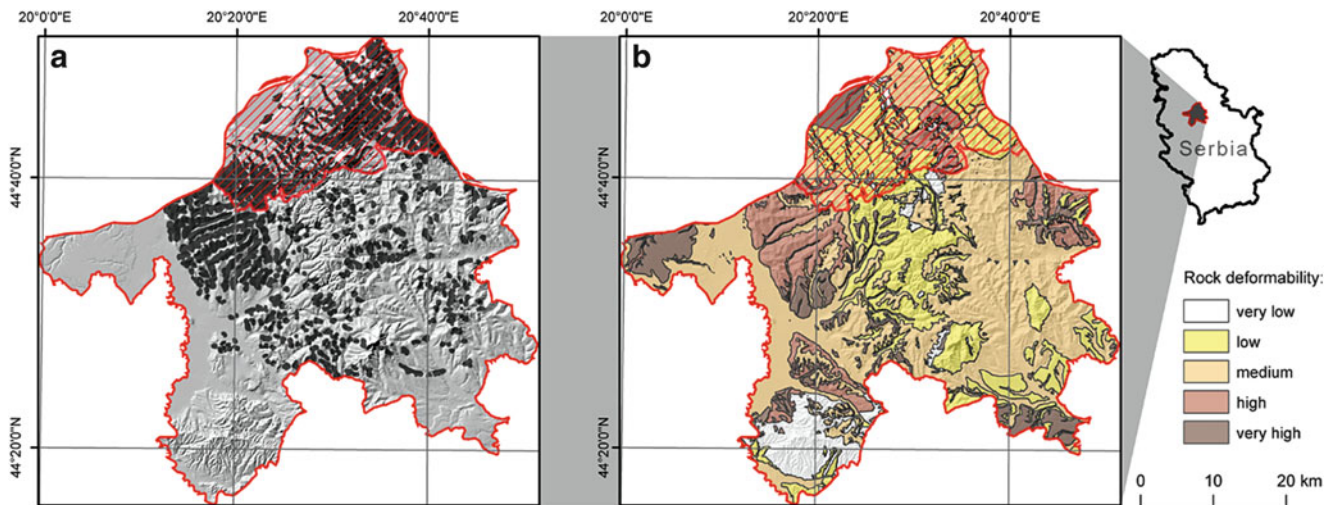 20°0'0"E 20°20'0"E 20°40'0"E 20°0'0"E 20°20'0"E 20°40'0"E
a
b
44°40'0"N
44°40'0"N
44°20'0"N
44°20'0"N
Serbia
Rock deformability:
very low
low
medium
high
very high
0 10 20 km